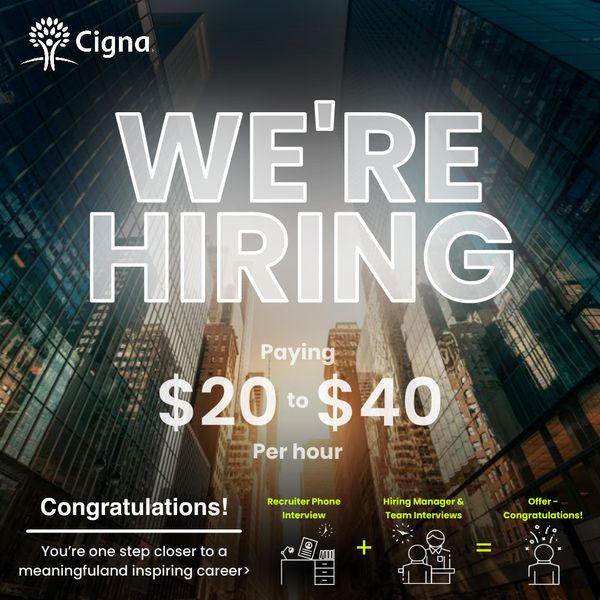 Cigna
WE'RE
HIRING
Paying
$20 to $40
Per hour
Congratulations!
You're one step closer to a
meaningfuland inspiring career>
Recruiter Phone
Interview
+
Hiring Manager &
Team Interviews
=
Offer -
Congratulations!